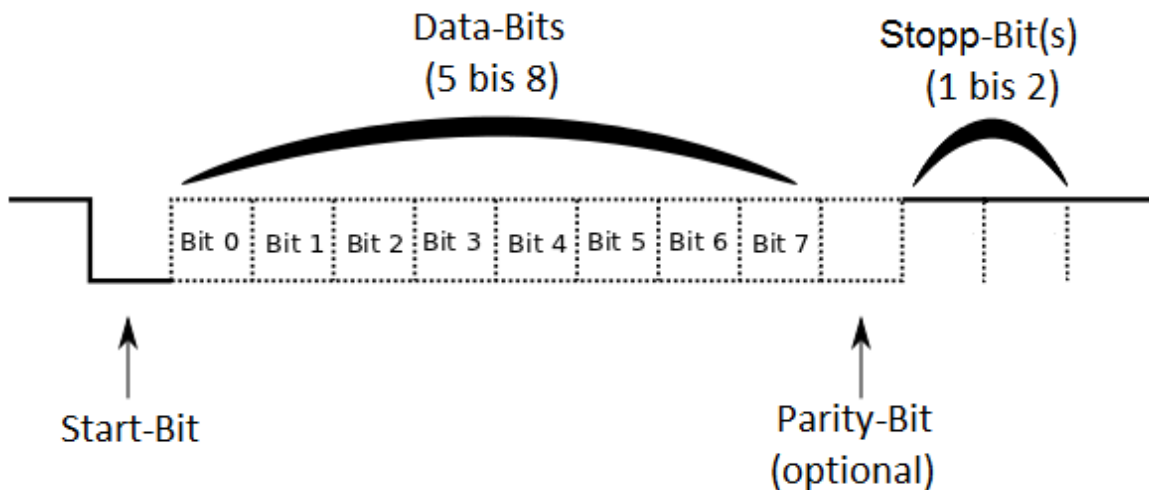 Data-Bits
(5 bis 8)
Stopp-Bit(s)
(1 bis 2)
Bit 0 Bit 1 Bit 2 Bit 3 Bit 4 Bit 5 Bit 6 Bit 7
Start-Bit
Parity-Bit
(optional)